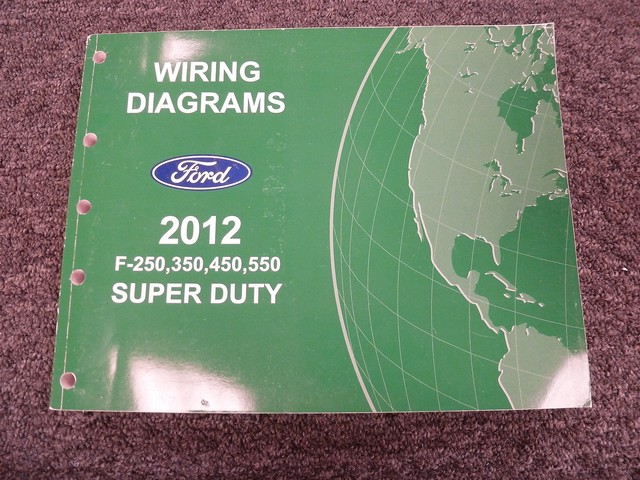 WIRING
DIAGRAMS
Ford
2012
F-250,350,450,550
SUPER DUTY